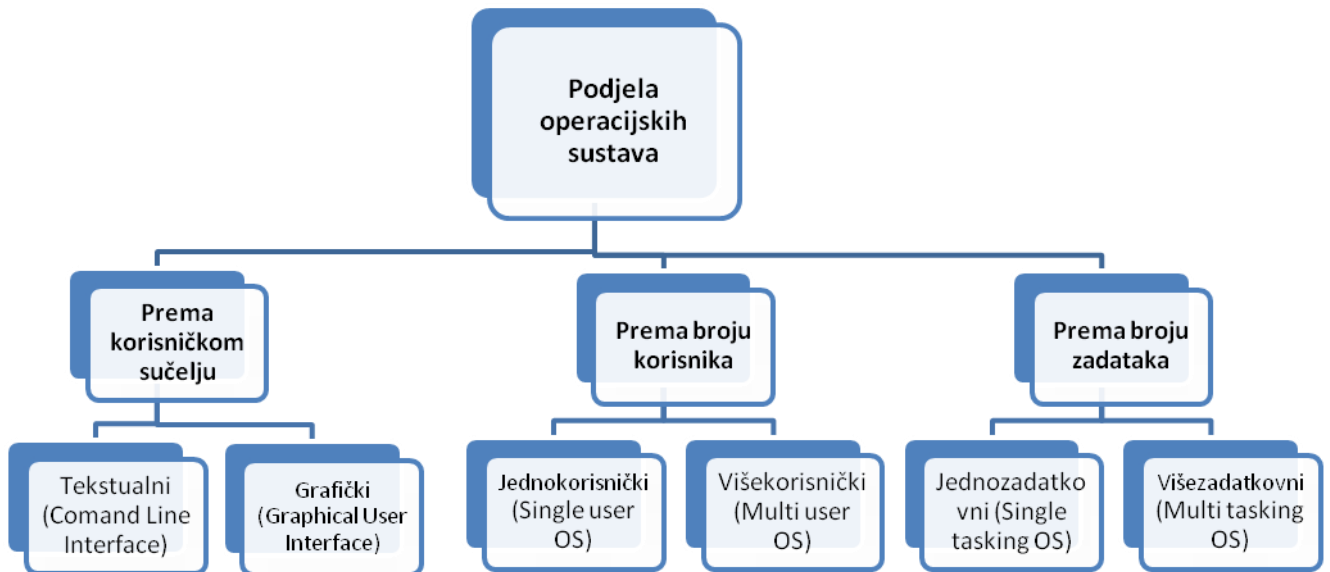 Podjela
operacijskih
sustava
Prema
korisničkom
sučelju
Prema broju
korisnika
Prema broju
zadataka
Tekstualni
(Comand Line
Interface)
Grafički
(Graphical User
Interface)
Jednokorisnički
(Single user
OS)
Višekorisnički
(Multi user
OS)
Jednozadatko
vni (Single
tasking OS)
Višezadatkovni
(Multi tasking
OS)